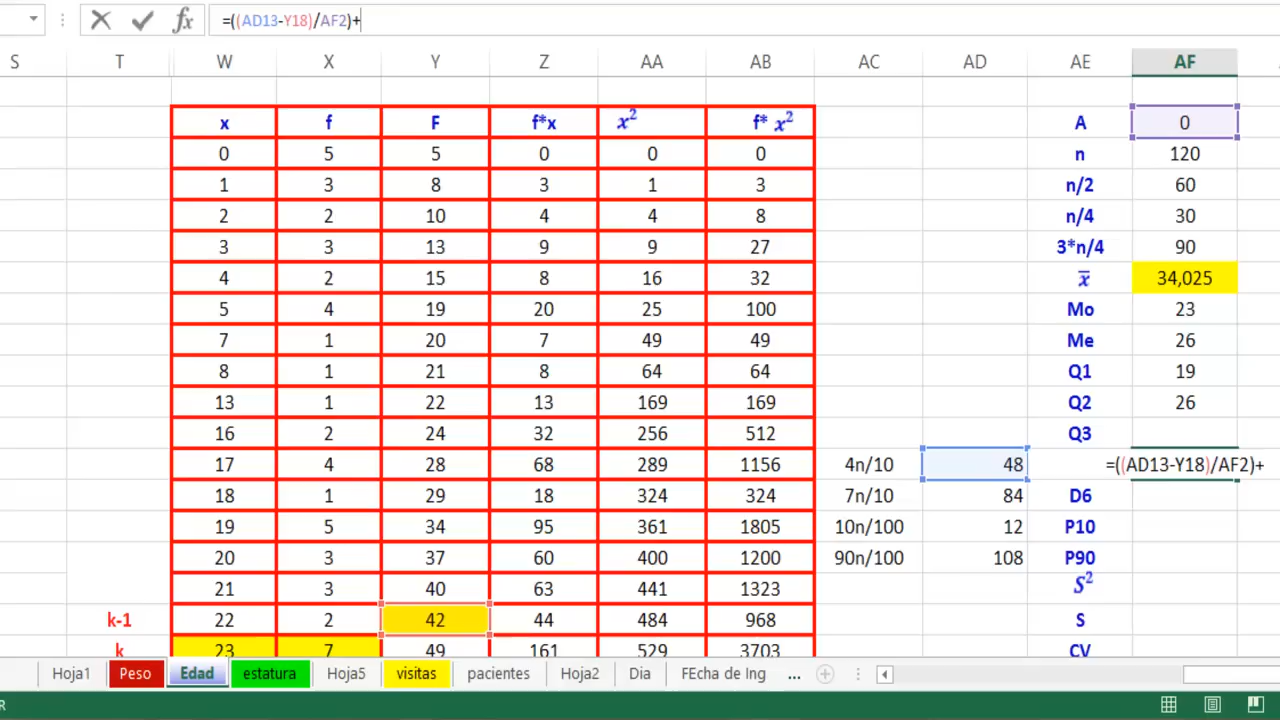 =((AD13-Y18)/AF2)+
S T W X Y Z AA AB AC AD AE AF
x f F f*x x² f* x² A 0
0 5 5 0 0 0 n 120
1 3 8 3 1 3 n/2 60
2 2 10 4 4 8 n/4 30
3 3 13 9 9 27 3*n/4 90
4 2 15 8 16 32 x̅ 34,025
5 4 19 20 25 100 Mo 23
7 1 20 7 49 49 Me 26
8 1 21 8 64 64 Q1 19
13 1 22 13 169 169 Q2 26
16 2 24 32 256 512 Q3
17 4 28 68 289 1156 4n/10 48 =((AD13-Y18)/AF2)+
18 1 29 18 324 324 7n/10 84 D6
19 5 34 95 361 1805 10n/100 12 P10
20 3 37 60 400 1200 90n/100 108 P90
21 3 40 63 441 1323 S²
k-1 22 2 42 44 484 968 S
k 23 7 49 161 529 3703 CV
Hoja1 Peso Edad estatura Hoja5 visitas pacientes Hoja2 Dia FEcha de Ing ...
R